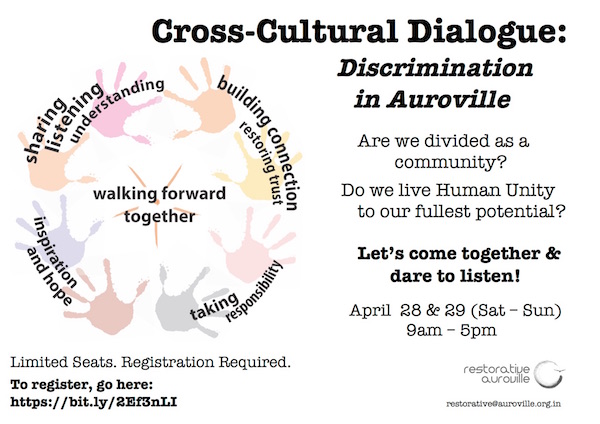 Cross-Cultural Dialogue:
Discrimination
in Auroville
sharing
listening
understanding
building connection
restoring trust
walking forward
together
inspiration
and hope
taking
responsibility
Are we divided as a
community?
Do we live Human Unity
to our fullest potential?
Let's come together &
dare to listen!
April 28 & 29 (Sat – Sun)
9am – 5pm
Limited Seats. Registration Required.
To register, go here:
https://bit.ly/2Ef3nLI
restorative
auroville
restorative@auroville.org.in